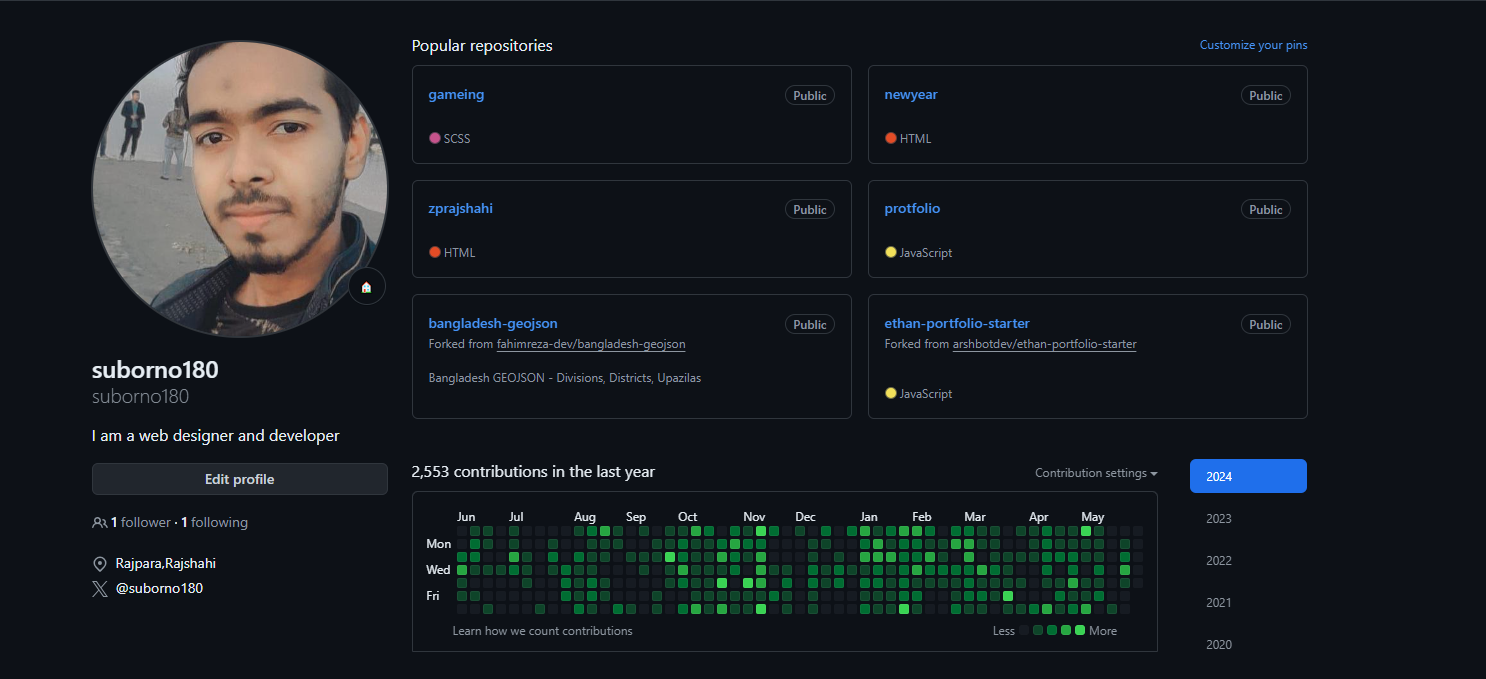 Popular repositories
Customize your pins
gameing
Public
SCSS
newyear
Public
HTML
zprajshahi
Public
HTML
protfolio
Public
JavaScript
bangladesh-geojson
Public
Forked from fahimreza-dev/bangladesh-geojson
Bangladesh GEOJSON - Divisions, Districts, Upazilas
ethan-portfolio-starter
Public
Forked from arshbotdev/ethan-portfolio-starter
JavaScript
suborno180
suborno180
I am a web designer and developer
Edit profile
1 follower · 1 following
Rajpara,Rajshahi
@suborno180
2,553 contributions in the last year
Contribution settings
2024
2023
2022
2021
2020
Jun Jul Aug Sep Oct Nov Dec Jan Feb Mar Apr May
Mon
Wed
Fri
Learn how we count contributions
Less More